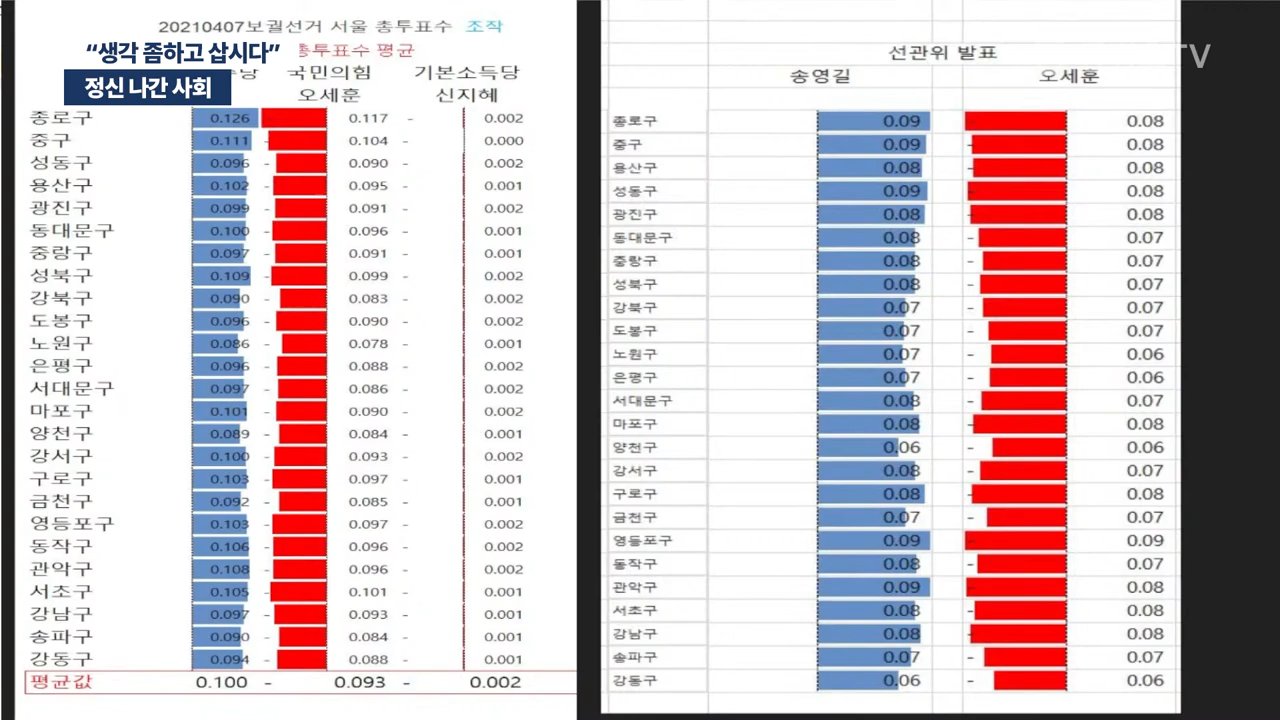 20210407보궐선거 서울 총투표수 조작
“생각 좀하고 삽시다”
총투표수 평균
정신 나간 사회
국민의힘 기본소득당
오세훈 신지혜
종로구 0.126 0.117 - 0.002
중구 0.111 - 0.104 - 0.000
성동구 0.096 - 0.090 - 0.002
용산구 0.102 - 0.095 - 0.001
광진구 0.099 - 0.091 - 0.002
동대문구 0.100 - 0.096 - 0.001
중랑구 0.097 - 0.091 - 0.001
성북구 0.109 - 0.099 - 0.002
강북구 0.090 - 0.083 - 0.002
도봉구 0.096 - 0.090 - 0.002
노원구 0.086 - 0.078 - 0.001
은평구 0.096 - 0.088 - 0.002
서대문구 0.097 - 0.086 - 0.002
마포구 0.101 - 0.090 - 0.002
양천구 0.089 - 0.084 - 0.001
강서구 0.100 - 0.093 - 0.002
구로구 0.103 - 0.097 - 0.001
금천구 0.092 - 0.085 - 0.001
영등포구 0.103 - 0.097 - 0.002
동작구 0.106 - 0.096 - 0.002
관악구 0.108 - 0.096 - 0.002
서초구 0.105 - 0.101 - 0.001
강남구 0.097 - 0.093 - 0.001
송파구 0.090 - 0.084 - 0.001
강동구 0.094 - 0.088 - 0.001
평균값 0.100 - 0.093 - 0.002
TV
선관위 발표
송영길 오세훈
종로구 0.09 0.08
중구 0.09 - 0.08
용산구 0.08 - 0.08
성동구 0.09 - 0.08
광진구 0.08 - 0.08
동대문구 0.08 - 0.07
중랑구 0.08 - 0.07
성북구 0.08 - 0.07
강북구 0.07 - 0.07
도봉구 0.07 - 0.07
노원구 0.07 - 0.06
은평구 0.07 - 0.06
서대문구 0.08 - 0.07
마포구 0.08 - 0.08
양천구 0.06 - 0.06
강서구 0.08 - 0.07
구로구 0.08 - 0.08
금천구 0.07 - 0.07
영등포구 0.09 - 0.09
동작구 0.08 - 0.07
관악구 0.09 - 0.08
서초구 0.08 - 0.08
강남구 0.08 - 0.08
송파구 0.07 - 0.07
강동구 0.06 - 0.06